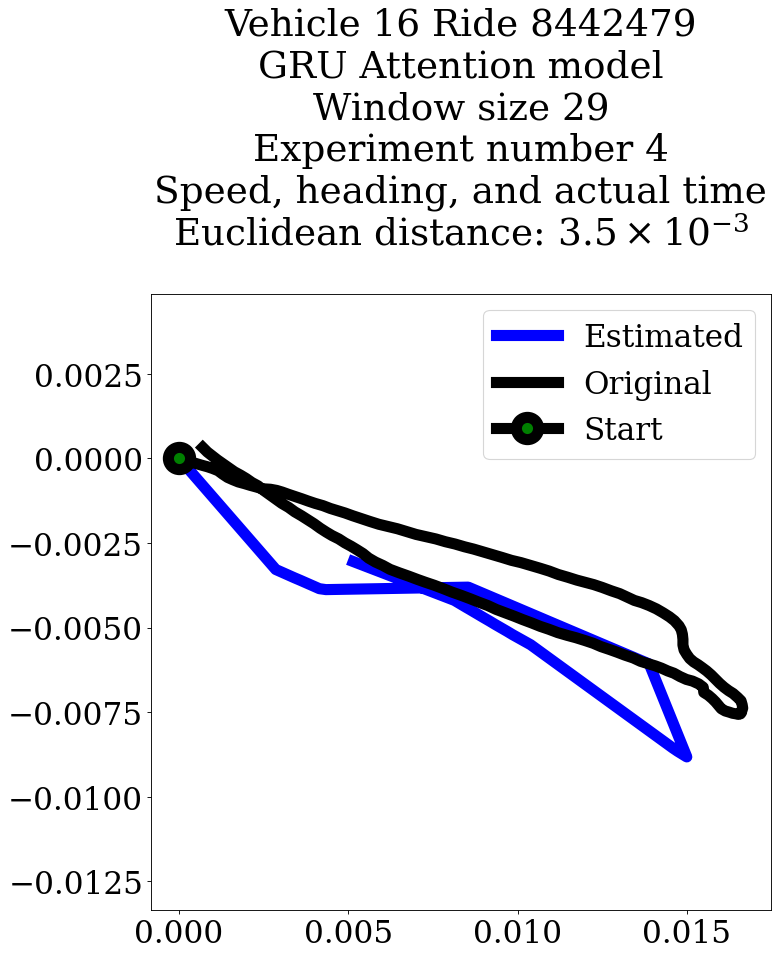 Vehicle 16 Ride 8442479
GRU Attention model
Window size 29
Experiment number 4
Speed, heading, and actual time
Euclidean distance: 3.5 × 10⁻³
Estimated
Original
Start
0.0025
0.0000
−0.0025
−0.0050
−0.0075
−0.0100
−0.0125
0.000 0.005 0.010 0.015